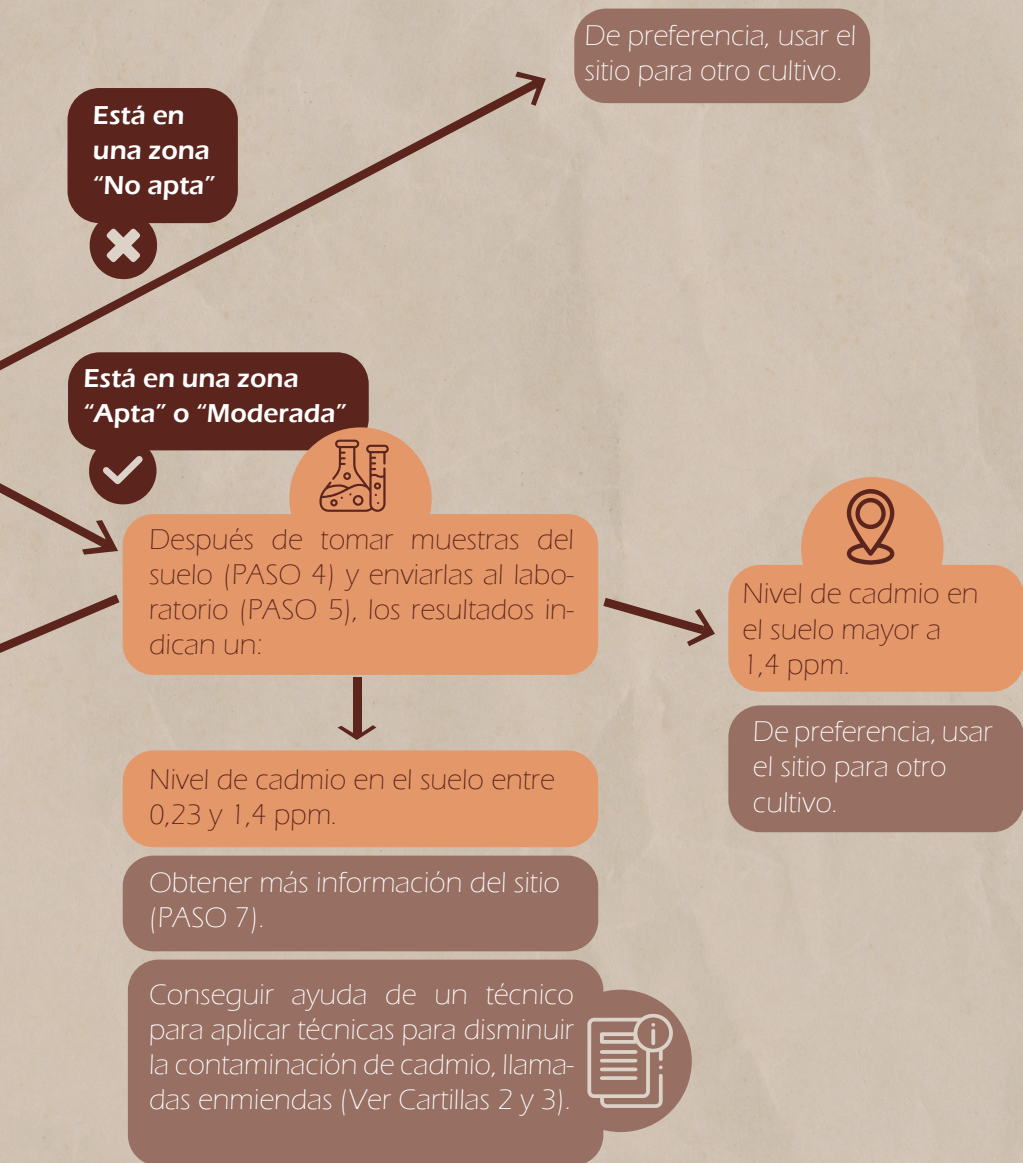 De preferencia, usar el
sitio para otro cultivo.
Está en
una zona
“No apta”
Está en una zona
“Apta” o “Moderada”
Después de tomar muestras del
suelo (PASO 4) y enviarlas al labo-
ratorio (PASO 5), los resultados in-
dican un:
Nivel de cadmio en
el suelo mayor a
1,4 ppm.
De preferencia, usar
el sitio para otro
cultivo.
Nivel de cadmio en el suelo entre
0,23 y 1,4 ppm.
Obtener más información del sitio
(PASO 7).
Conseguir ayuda de un técnico
para aplicar técnicas para disminuir
la contaminación de cadmio, llama-
das enmiendas (Ver Cartillas 2 y 3).